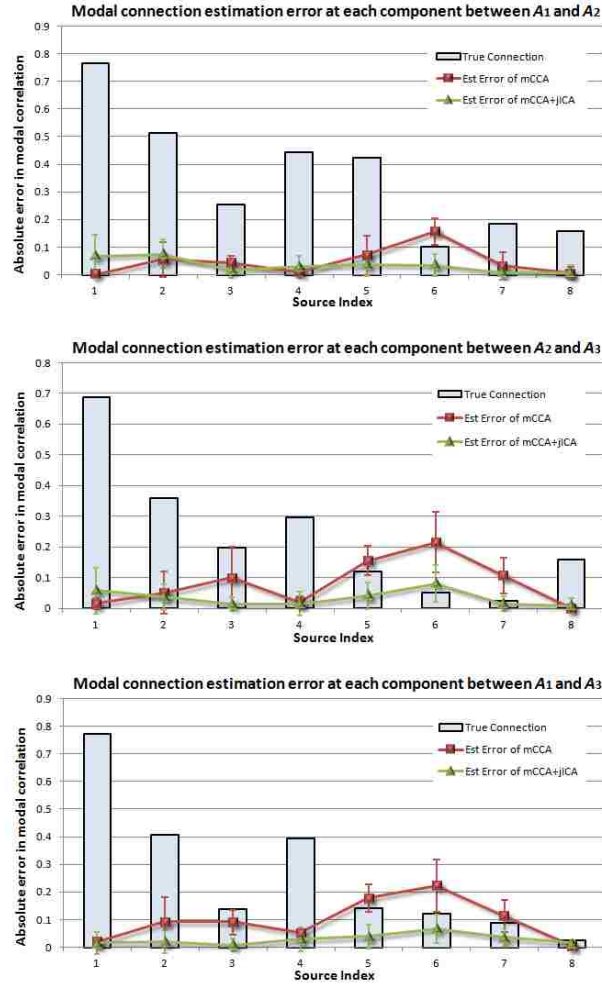 Modal connection estimation error at each component between A1 and A2
Absolute error in modal correlation
0.9
0.8
0.7
0.6
0.5
0.4
0.3
0.2
0.1
0
True Connection
Est Error of mCCA
Est Error of mCCA+jICA
1 2 3 4 5 6 7 8
Source Index
Modal connection estimation error at each component between A2 and A3
Absolute error in modal correlation
0.8
0.7
0.6
0.5
0.4
0.3
0.2
0.1
0
True Connection
Est Error of mCCA
Est Error of mCCA+jICA
1 2 3 4 5 6 7 8
Source Index
Modal connection estimation error at each component between A1 and A3
Absolute error in modal correlation
0.9
0.8
0.7
0.6
0.5
0.4
0.3
0.2
0.1
0
True Connection
Est Error of mCCA
Est Error of mCCA+jICA
1 2 3 4 5 6 7 8
Source Index